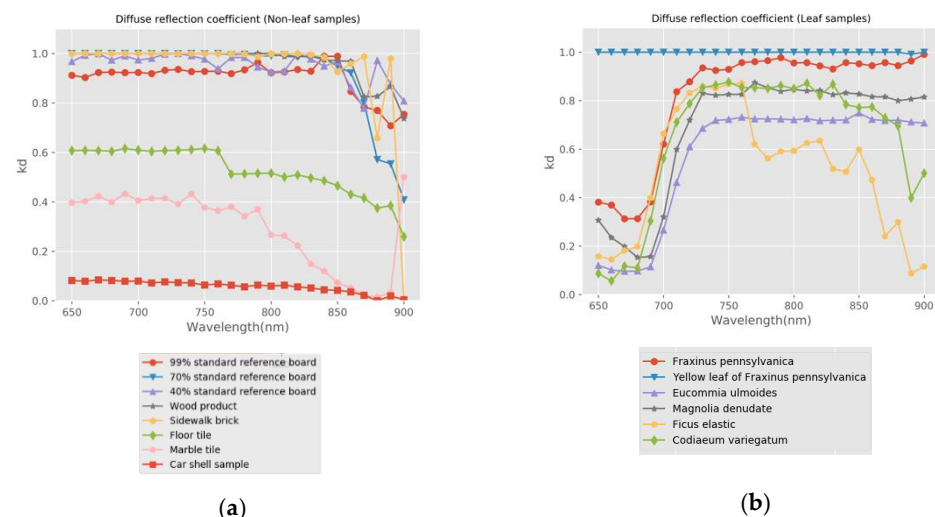 Diffuse reflection coefficient (Non-leaf samples)
1.0
0.8
0.6
0.4
0.2
0.0
kd
650
700
750
800
850
900
Wavelength(nm)
99% standard reference board
70% standard reference board
40% standard reference board
Wood product
Sidewalk brick
Floor tile
Marble tile
Car shell sample
(a)
Diffuse reflection coefficient (Leaf samples)
1.0
0.8
0.6
0.4
0.2
0.0
kd
650
700
750
800
850
900
Wavelength(nm)
Fraxinus pennsylvanica
Yellow leaf of Fraxinus pennsylvanica
Eucommia ulmoides
Magnolia denudate
Ficus elastic
Codiaeum variegatum
(b)